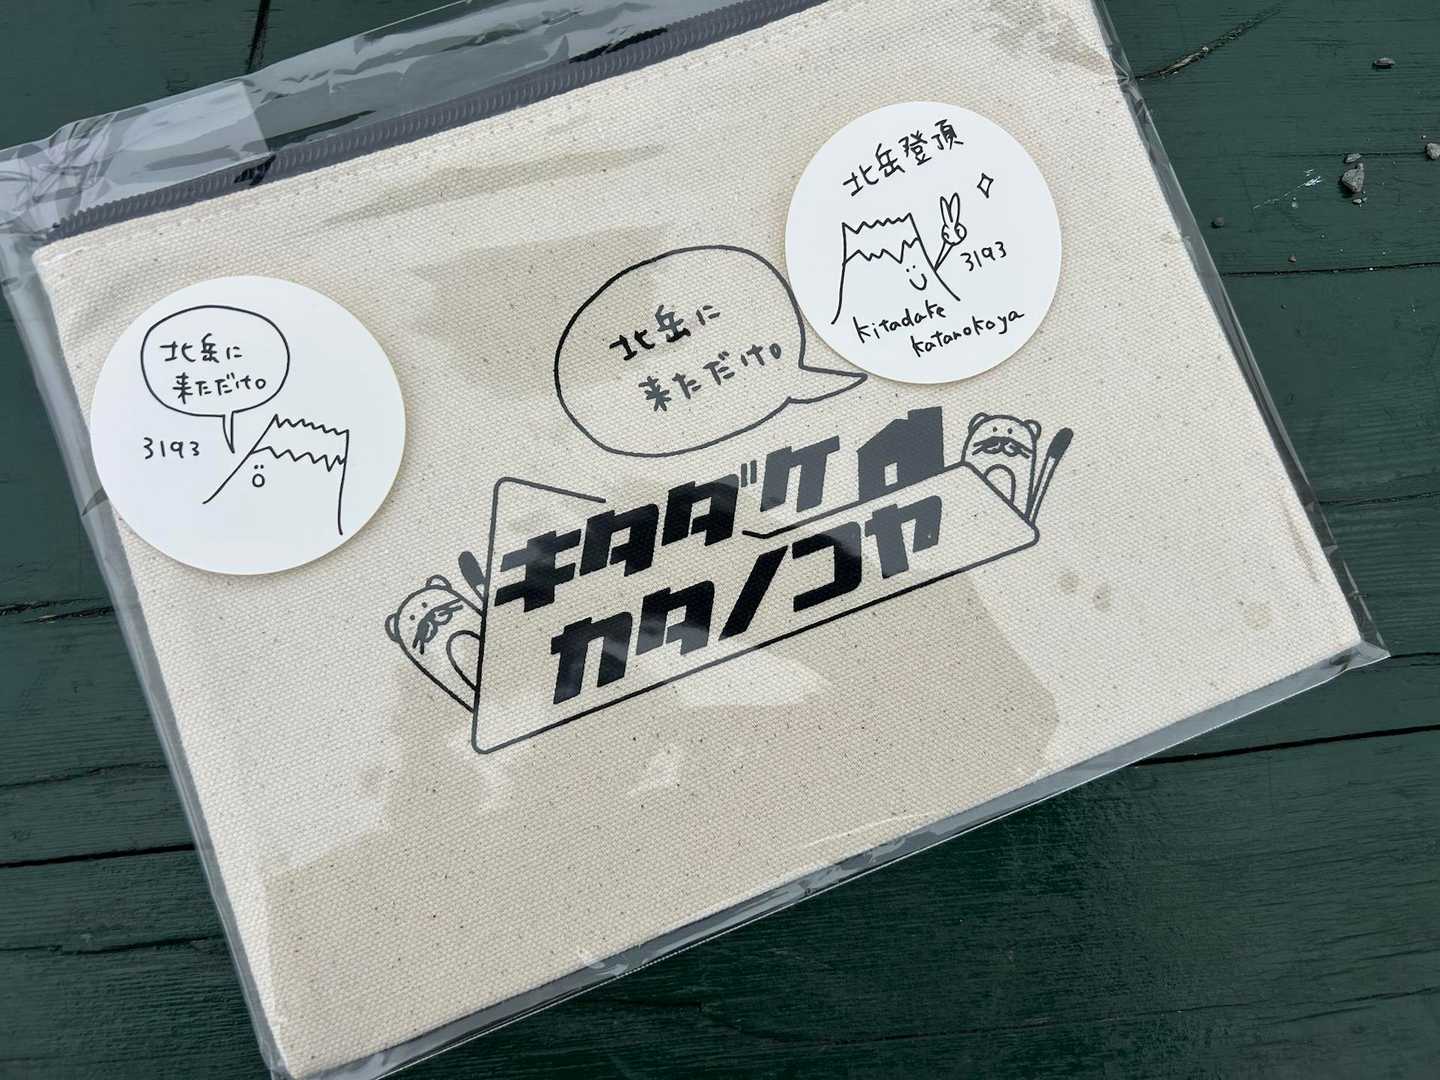 北岳に
来ただけ。
3193
北岳に
来ただけ。
キタダケ
カタノコヤ
北岳登頂
3193
kitadake
katanokoya